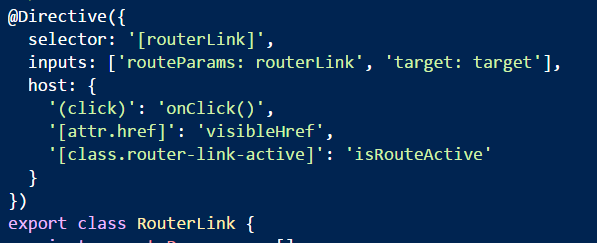 @Directive({
  selector: '[routerLink]',
  inputs: ['routeParams: routerLink', 'target: target'],
  host: {
    '(click)': 'onClick()',
    '[attr.href]': 'visibleHref',
    '[class.router-link-active]': 'isRouteActive'
  }
})
export class RouterLink {